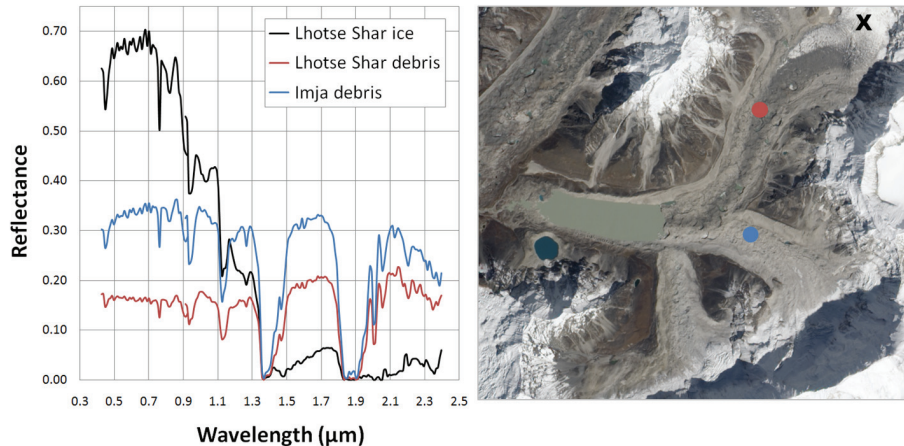 0.70
0.60
0.50
0.40
0.30
0.20
0.10
0.00
Reflectance
Lhotse Shar ice
Lhotse Shar debris
Imja debris
0.3 0.5 0.7 0.9 1.1 1.3 1.5 1.7 1.9 2.1 2.3 2.5
Wavelength (µm)
X